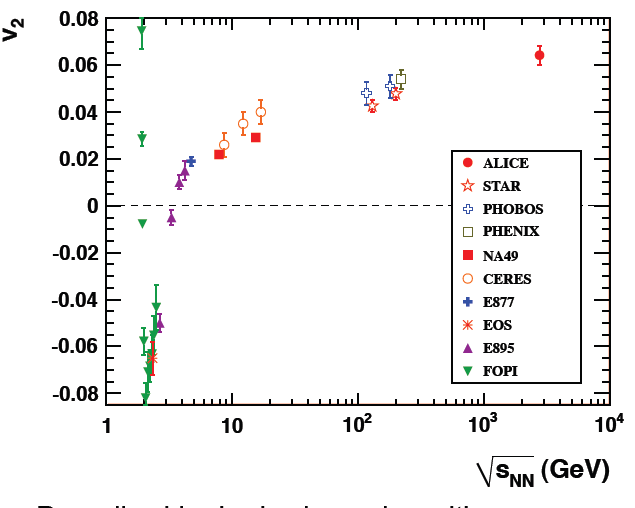 v2
0.08
0.06
0.04
0.02
0
-0.02
-0.04
-0.06
-0.08
ALICE
STAR
PHOBOS
PHENIX
NA49
CERES
E877
EOS
E895
FOPI
1
10
10^2
10^3
10^4
√sNN (GeV)